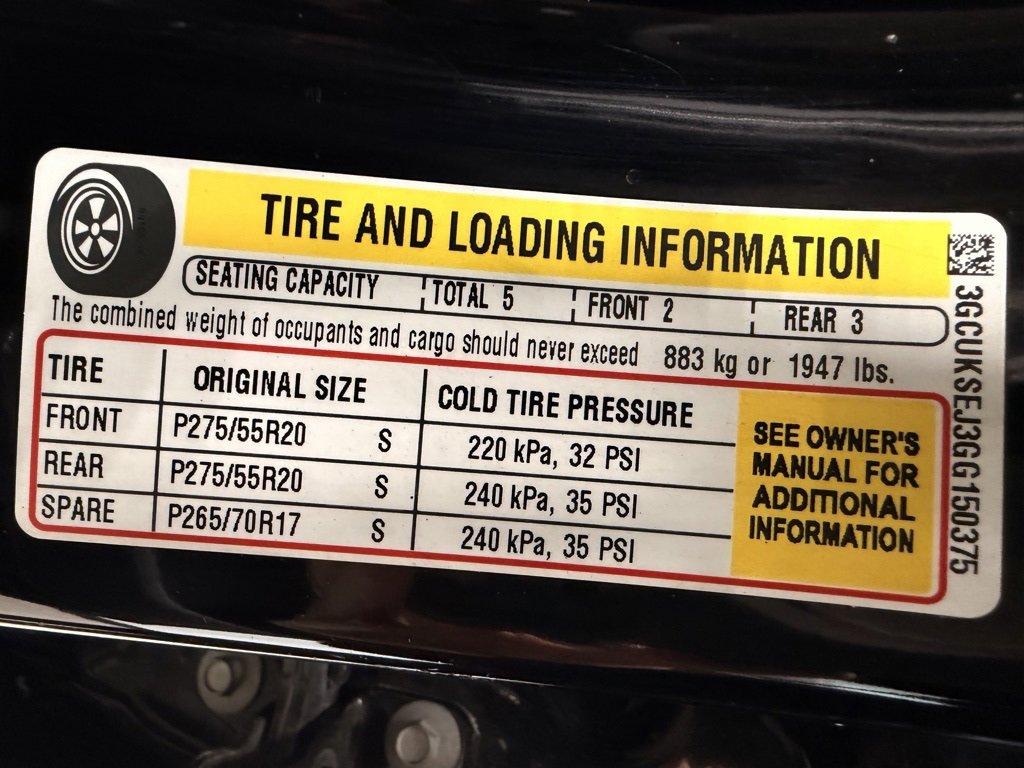 TIRE AND LOADING INFORMATION
SEATING CAPACITY TOTAL 5 FRONT 2 REAR 3
The combined weight of occupants and cargo should never exceed 883 kg or 1947 lbs.
TIRE ORIGINAL SIZE COLD TIRE PRESSURE
FRONT P275/55R20 S 220 kPa, 32 PSI
REAR P275/55R20 S 240 kPa, 35 PSI
SPARE P265/70R17 S 240 kPa, 35 PSI
SEE OWNER'S
MANUAL FOR
ADDITIONAL
INFORMATION
3GCUKSEJ3GG150375